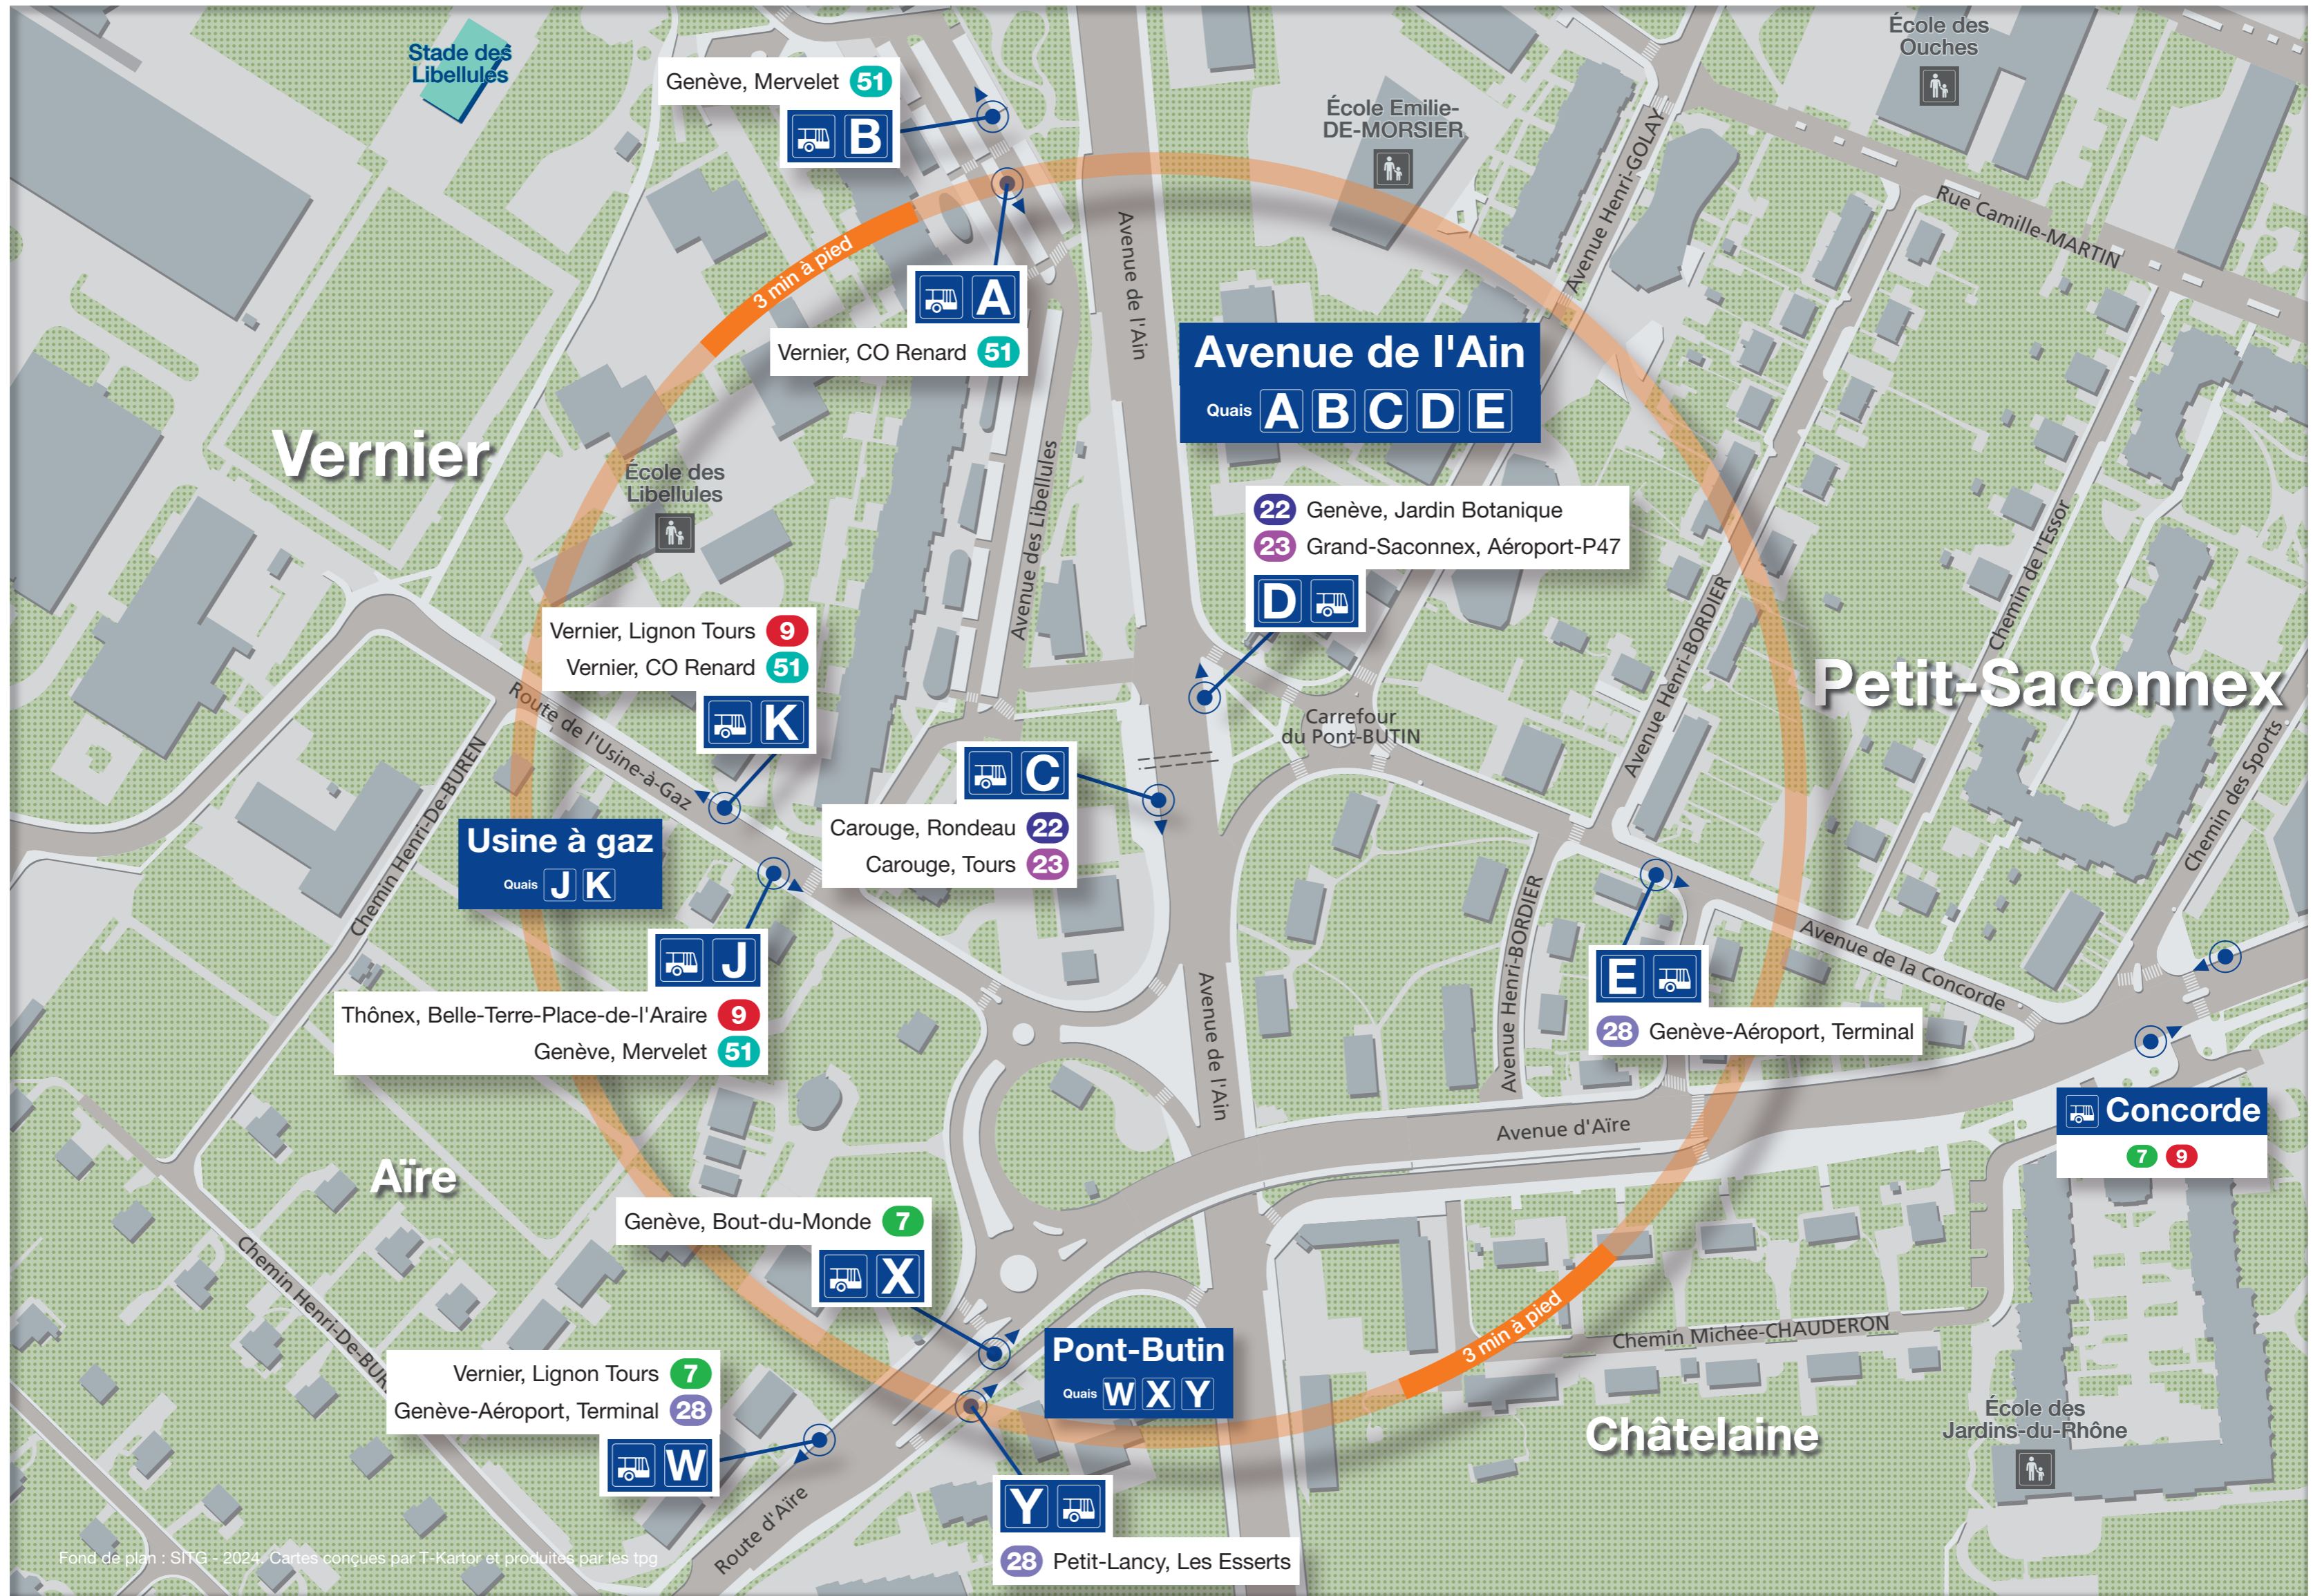 Stade des
Libellules
Genève, Mervelet 51
B
École Emilie-
DE-MORSIER
École des
Ouches
Avenue Henri-GOLAY
Rue Camille-MARTIN
3 min à pied
A
Vernier, CO Renard 51
Avenue de l'Ain
Avenue de l'Ain
Quais A B C D E
Vernier
École des
Libellules
Avenue des Libellules
22 Genève, Jardin Botanique
23 Grand-Saconnex, Aéroport-P47
D
Chemin de l'Essor
Avenue Henri-BORDIER
Petit-Saconnex
Vernier, Lignon Tours 9
Vernier, CO Renard 51
K
Route de l'Usine-à-Gaz
Carrefour
du Pont-BUTIN
Chemin des Sports
C
Carouge, Rondeau 22
Carouge, Tours 23
Chemin Henri-De-BUREN
Usine à gaz
Quais J K
J
Thônex, Belle-Terre-Place-de-l'Araire 9
Genève, Mervelet 51
Avenue Henri-BORDIER
E
28 Genève-Aéroport, Terminal
Avenue de la Concorde
Avenue de l'Ain
Avenue d'Aïre
Concorde
7 9
Aïre
Genève, Bout-du-Monde 7
X
Chemin Henri-De-BUR
Pont-Butin
Quais W X Y
3 min à pied
Chemin Michée-CHAUDERON
Vernier, Lignon Tours 7
Genève-Aéroport, Terminal 28
W
Châtelaine
École des
Jardins-du-Rhône
Route d'Aïre
Y
28 Petit-Lancy, Les Esserts
Fond de plan : SITG - 2024. Cartes conçues par T-Kartor et produites par les tpg